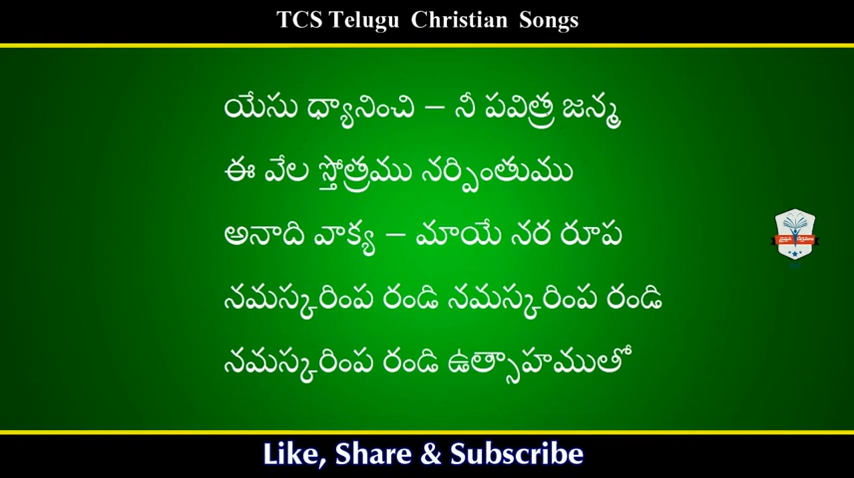 TCS Telugu Christian Songs
యేసు ధ్యానించి – నీ పవిత్ర జన్మ
ఈ వేల స్తోత్రము నర్పింతుము
అనాది వాక్య – మాయే నర రూప
నమస్కరింప రండి నమస్కరింప రండి
నమస్కరింప రండి ఉత్సాహముతో
Like, Share & Subscribe